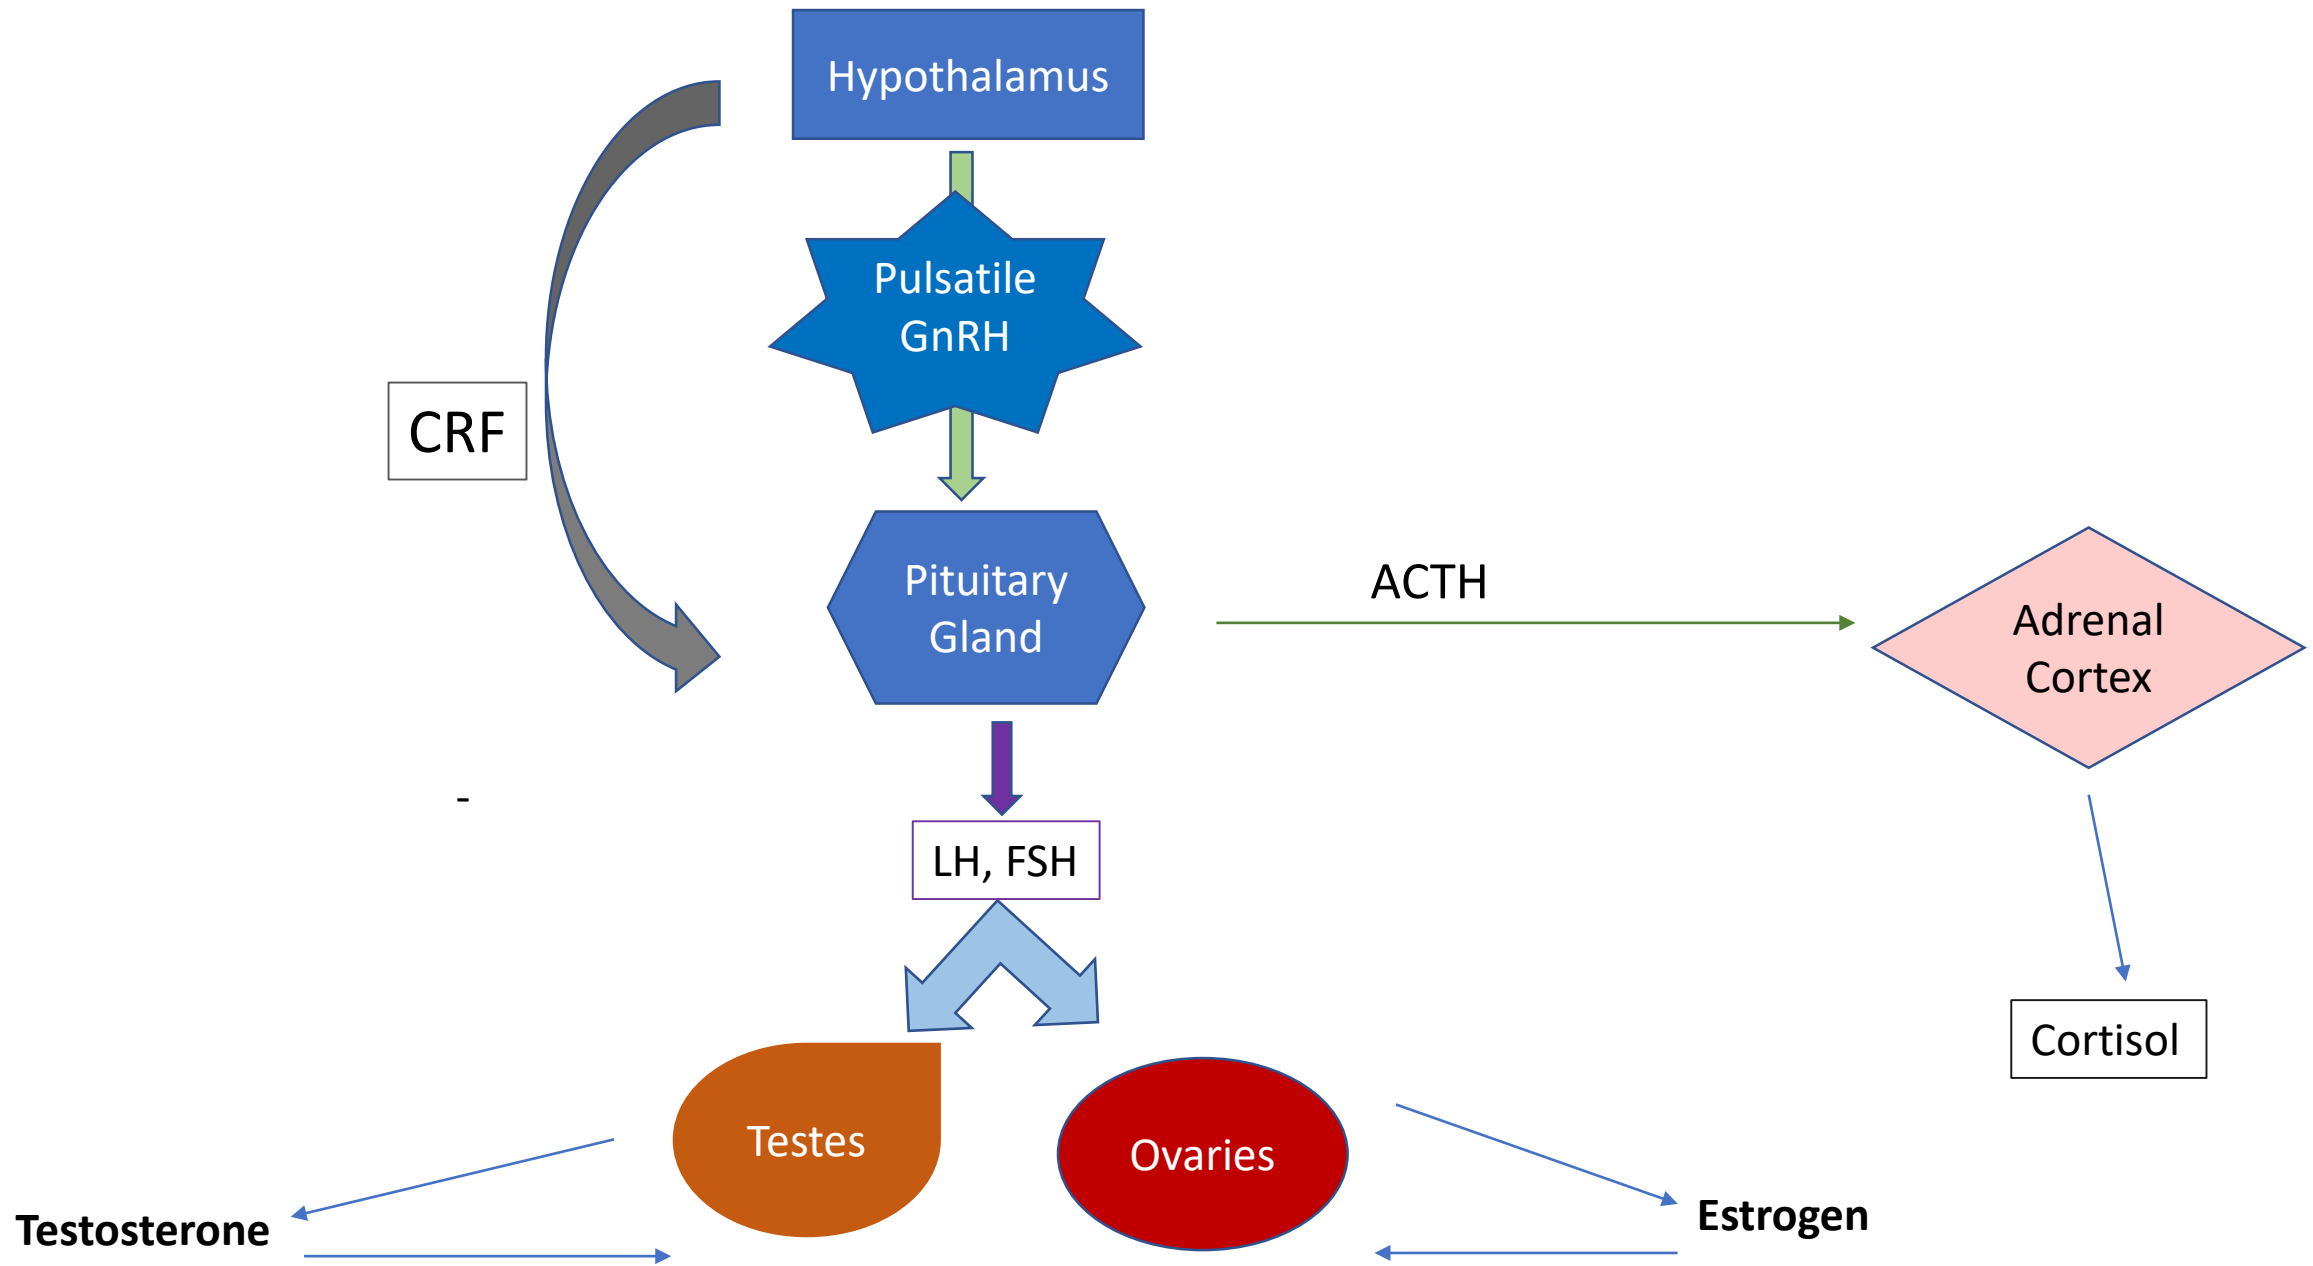 Hypothalamus
Pulsatile
GnRH
CRF
Pituitary
Gland
ACTH
Adrenal
Cortex
-
LH, FSH
Cortisol
Testes
Ovaries
Testosterone
Estrogen